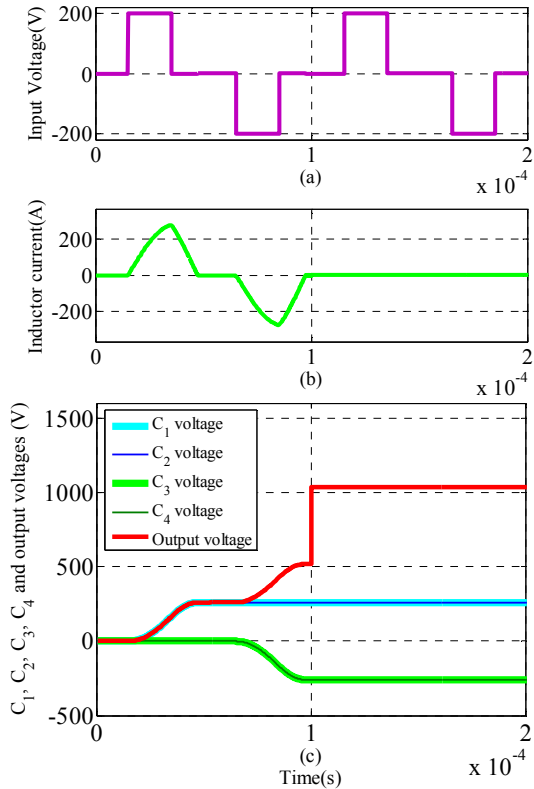 Input Voltage(V)
200
0
-200
0
1
2
x 10-4
(a)
Inductor current(A)
200
0
-200
0
1
2
x 10-4
(b)
C1, C2, C3, C4 and output voltages (V)
1500
1000
500
0
-500
C1 voltage
C2 voltage
C3 voltage
C4 voltage
Output voltage
0
1
2
x 10-4
(c)
Time(s)